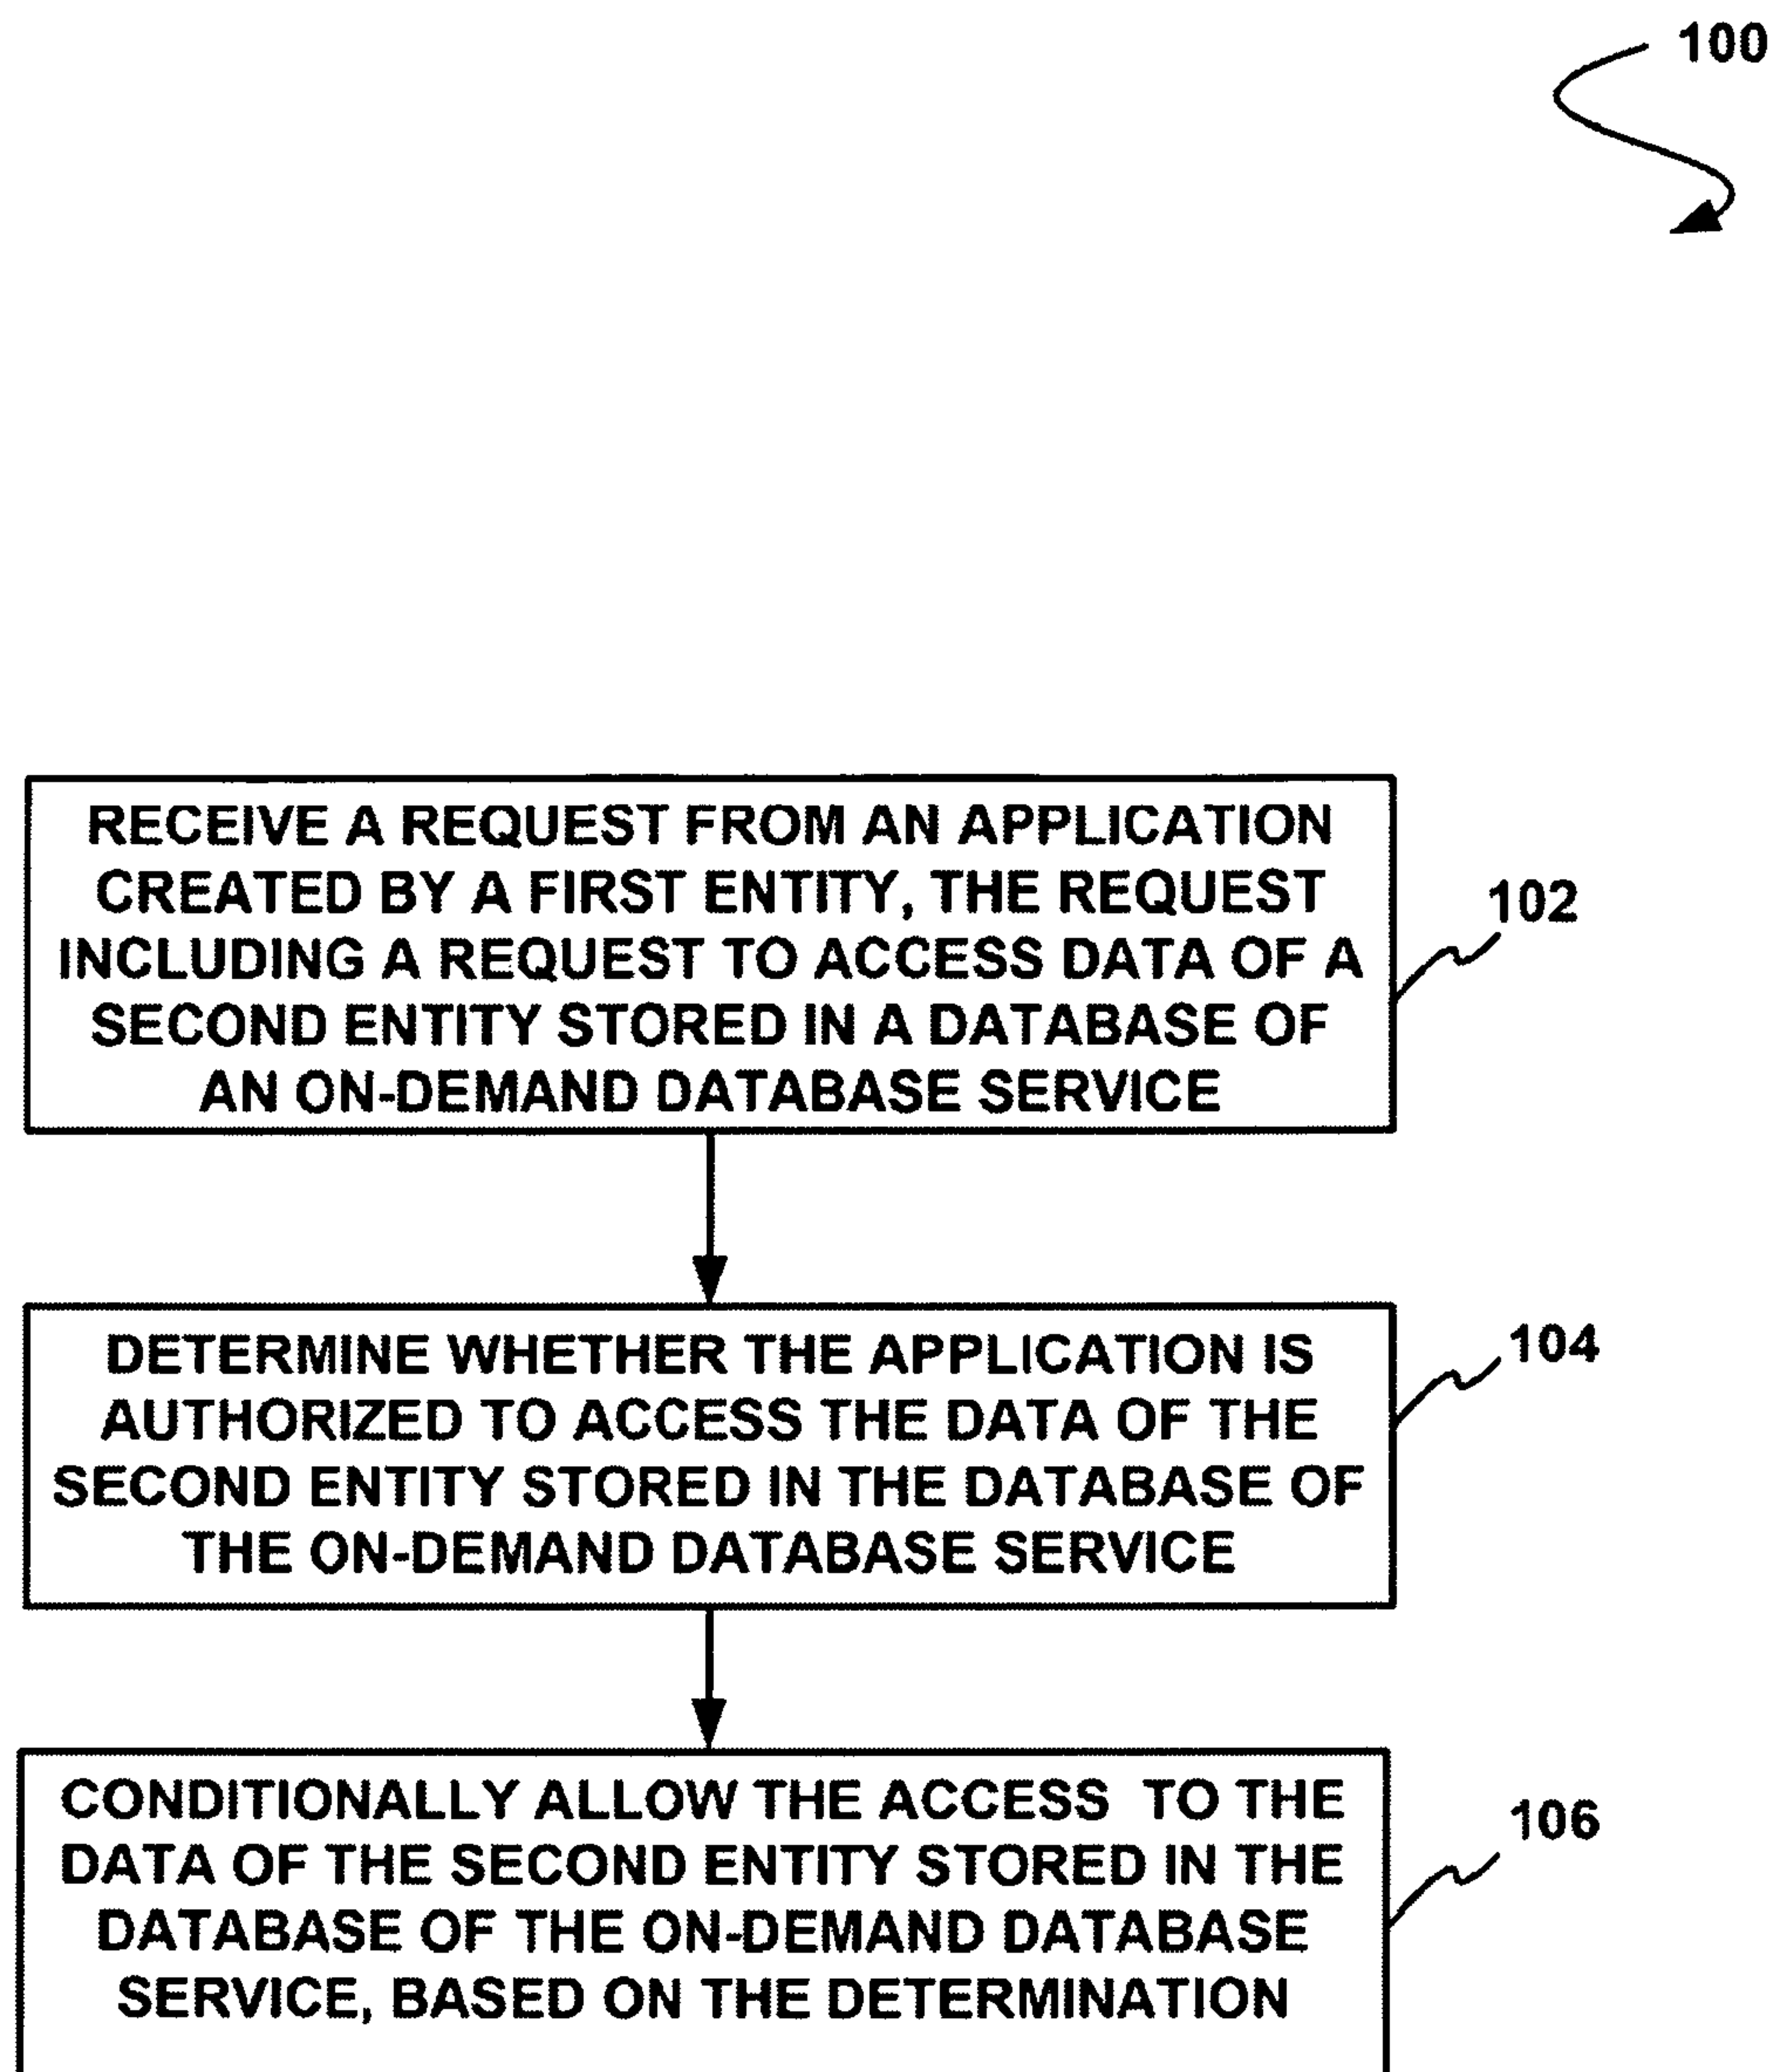 100
RECEIVE A REQUEST FROM AN APPLICATION
CREATED BY A FIRST ENTITY, THE REQUEST
INCLUDING A REQUEST TO ACCESS DATA OF A
SECOND ENTITY STORED IN A DATABASE OF
AN ON-DEMAND DATABASE SERVICE
102
DETERMINE WHETHER THE APPLICATION IS
AUTHORIZED TO ACCESS THE DATA OF THE
SECOND ENTITY STORED IN THE DATABASE OF
THE ON-DEMAND DATABASE SERVICE
104
CONDITIONALLY ALLOW THE ACCESS TO THE
DATA OF THE SECOND ENTITY STORED IN THE
DATABASE OF THE ON-DEMAND DATABASE
SERVICE, BASED ON THE DETERMINATION
106